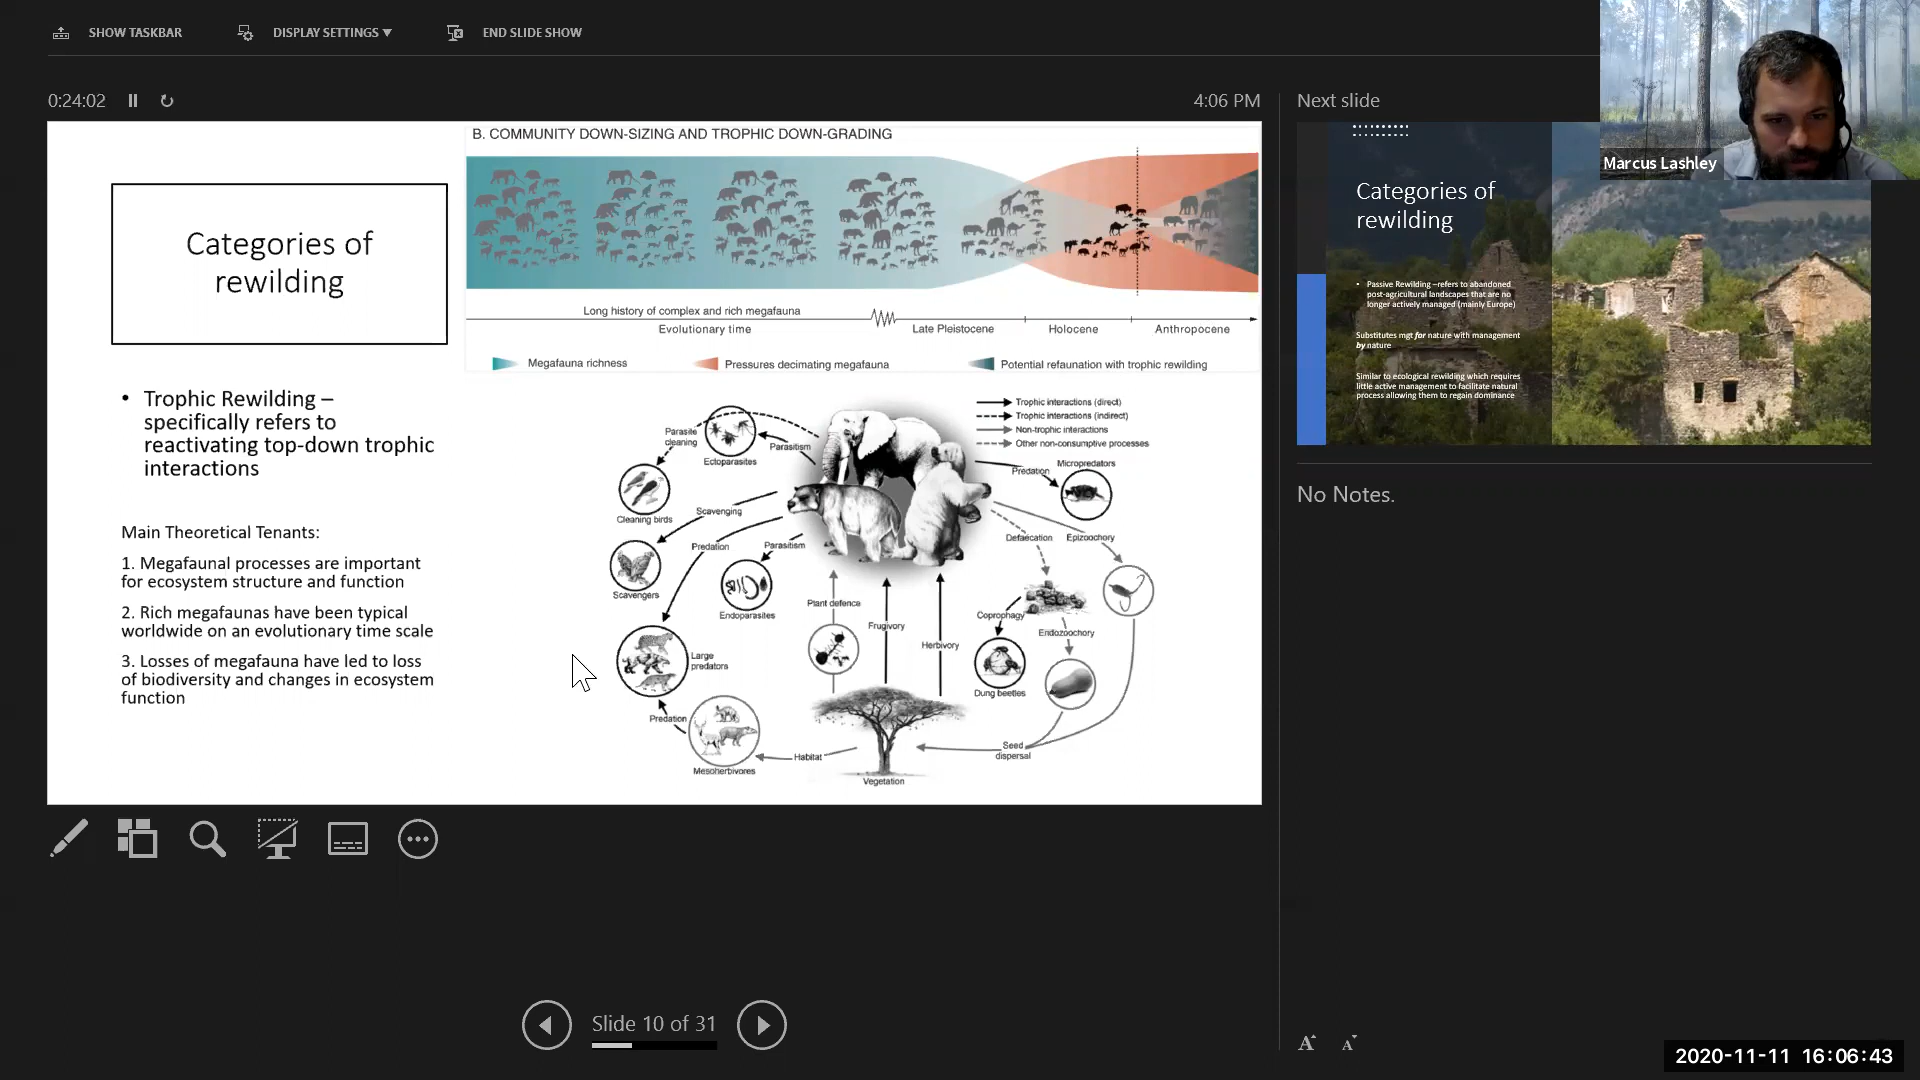 SHOW TASKBAR
DISPLAY SETTINGS ▼
END SLIDE SHOW
0:24:02
4:06 PM
Next slide
Marcus Lashley
Categories of
rewilding
• Trophic Rewilding –
specifically refers to
reactivating top-down trophic
interactions
Main Theoretical Tenants:
1. Megafaunal processes are important
for ecosystem structure and function
2. Rich megafaunas have been typical
worldwide on an evolutionary time scale
3. Losses of megafauna have led to loss
of biodiversity and changes in ecosystem
function
B. COMMUNITY DOWN-SIZING AND TROPHIC DOWN-GRADING
Long history of complex and rich megafauna
Evolutionary time
Late Pleistocene
Holocene
Anthropocene
Megafauna richness
Pressures decimating megafauna
Potential refaunation with trophic rewilding
Trophic interactions (direct)
Trophic interactions (indirect)
Non-trophic interactions
Other non-consumptive processes
Parasite
cleaning
Ectoparasites
Parasitism
Cleaning birds
Scavenging
Predation
Micropredators
Scavengers
Predation
Parasitism
Endoparasites
Defaecation
Epizoochory
Plant defence
Frugivory
Herbivory
Coprophagy
Endozoochory
Large
predators
Dung beetles
Predation
Mesoherbivores
Habitat
Vegetation
Seed
dispersal
Categories of
rewilding
• Passive Rewilding –refers to abandoned
post-agricultural landscapes that are no
longer actively managed (mainly Europe)
Substitutes mgt for nature with management
by nature
Similar to ecological rewilding which requires
little active management to facilitate natural
process allowing them to regain dominance
No Notes.
Slide 10 of 31
A A
2020-11-11 16:06:43